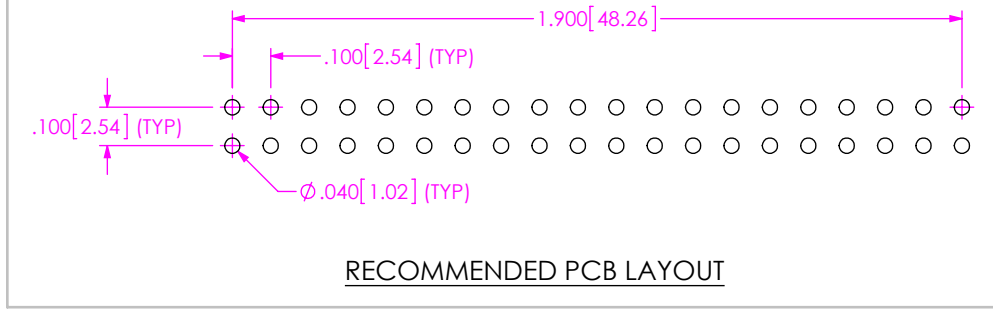 1.900[48.26]
.100[2.54] (TYP)
.100[2.54] (TYP)
Ø.040[1.02] (TYP)
RECOMMENDED PCB LAYOUT